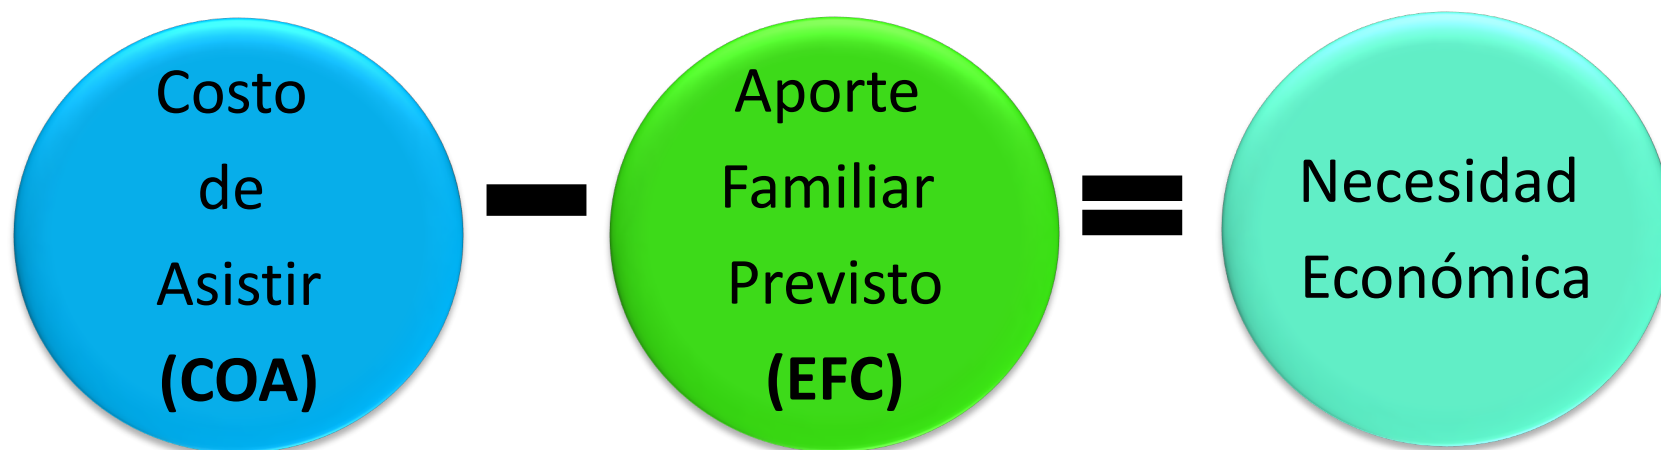 Costo
de
Asistir
(COA)
Aporte
Familiar
Previsto
(EFC)
Necesidad
Económica